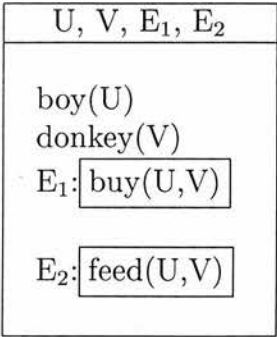 U, V, E₁, E₂
boy(U)
donkey(V)
E₁: buy(U,V)
E₂: feed(U,V)